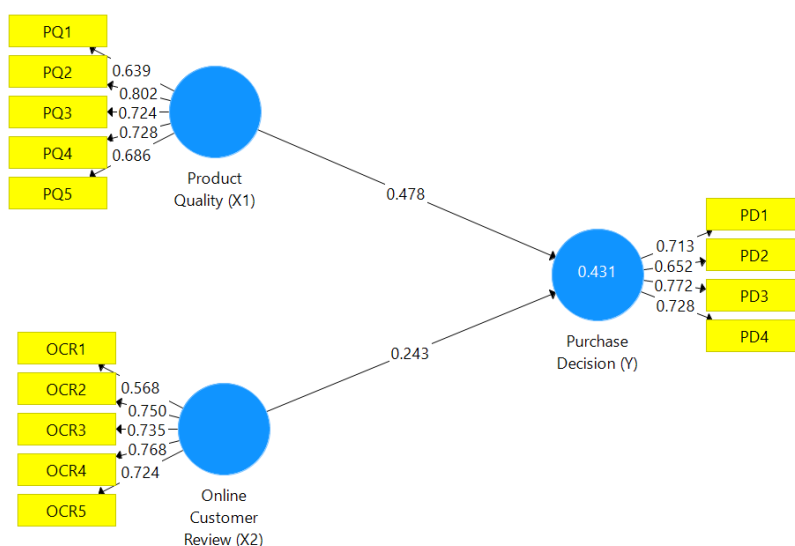 PQ1
PQ2
PQ3
PQ4
PQ5
0.639
0.802
0.724
0.728
0.686
Product
Quality (X1)
0.478
OCR1
OCR2
OCR3
OCR4
OCR5
0.568
0.750
0.735
0.768
0.724
Online
Customer
Review (X2)
0.243
0.431
Purchase
Decision (Y)
0.713
0.652
0.772
0.728
PD1
PD2
PD3
PD4